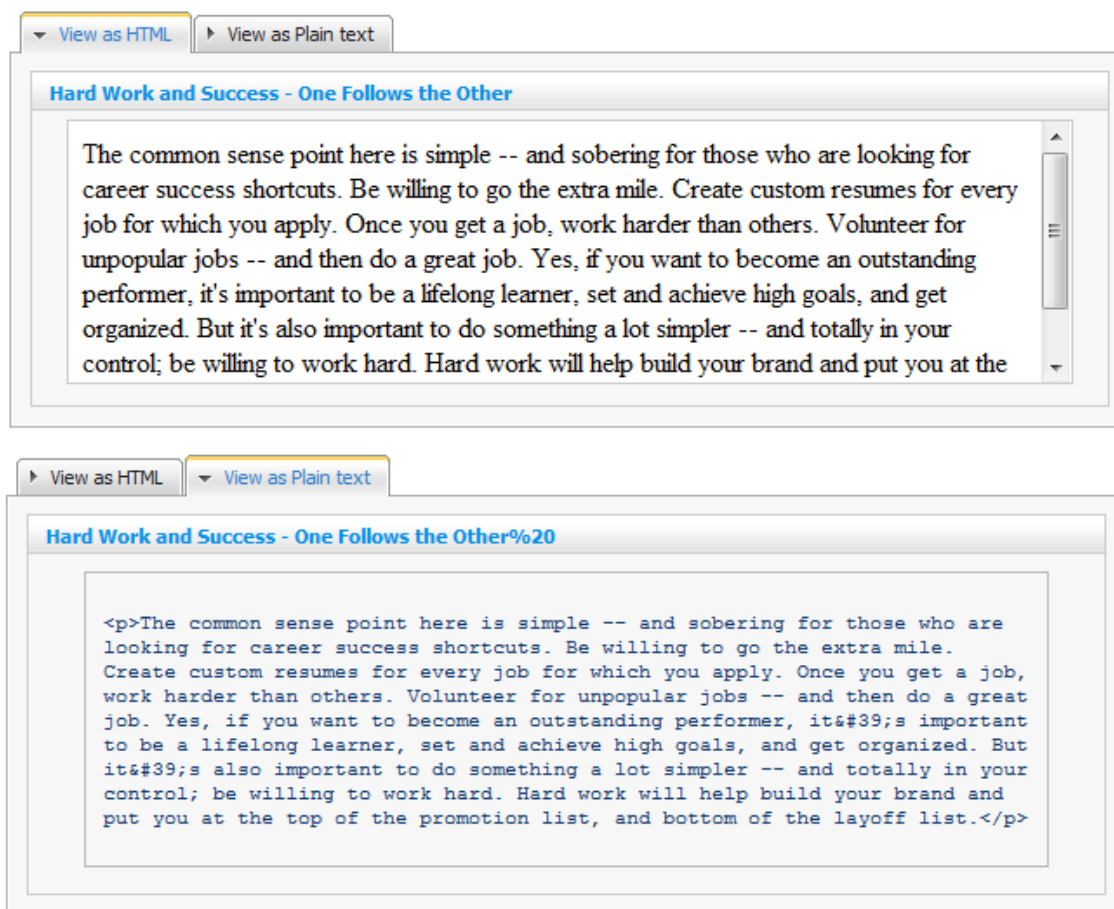 View as HTML View as Plain text
Hard Work and Success - One Follows the Other
The common sense point here is simple -- and sobering for those who are looking for
career success shortcuts. Be willing to go the extra mile. Create custom resumes for every
job for which you apply. Once you get a job, work harder than others. Volunteer for
unpopular jobs -- and then do a great job. Yes, if you want to become an outstanding
performer, it's important to be a lifelong learner, set and achieve high goals, and get
organized. But it's also important to do something a lot simpler -- and totally in your
control; be willing to work hard. Hard work will help build your brand and put you at the
View as HTML View as Plain text
Hard Work and Success - One Follows the Other%20
<p>The common sense point here is simple -- and sobering for those who are
looking for career success shortcuts. Be willing to go the extra mile.
Create custom resumes for every job for which you apply. Once you get a job,
work harder than others. Volunteer for unpopular jobs -- and then do a great
job. Yes, if you want to become an outstanding performer, it&#39;s important
to be a lifelong learner, set and achieve high goals, and get organized. But
it&#39;s also important to do something a lot simpler -- and totally in your
control; be willing to work hard. Hard work will help build your brand and
put you at the top of the promotion list, and bottom of the layoff list.</p>